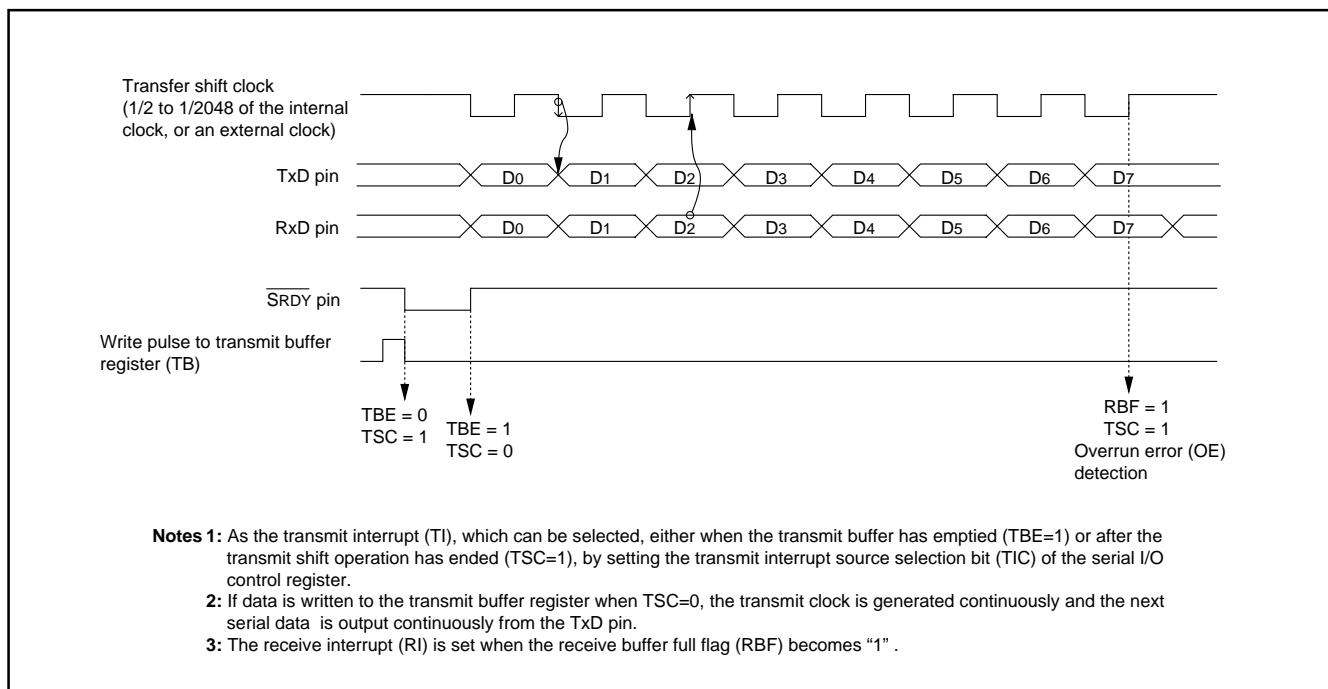 Transfer shift clock
(1/2 to 1/2048 of the internal
clock, or an external clock)
TxD pin
D0 D1 D2 D3 D4 D5 D6 D7
RxD pin
D0 D1 D2 D3 D4 D5 D6 D7
SRDY pin
Write pulse to transmit buffer
register (TB)
TBE = 0
TSC = 1
TBE = 1
TSC = 0
RBF = 1
TSC = 1
Overrun error (OE)
detection
Notes 1: As the transmit interrupt (TI), which can be selected, either when the transmit buffer has emptied (TBE=1) or after the
transmit shift operation has ended (TSC=1), by setting the transmit interrupt source selection bit (TIC) of the serial I/O
control register.
2: If data is written to the transmit buffer register when TSC=0, the transmit clock is generated continuously and the next
serial data is output continuously from the TxD pin.
3: The receive interrupt (RI) is set when the receive buffer full flag (RBF) becomes “1” .